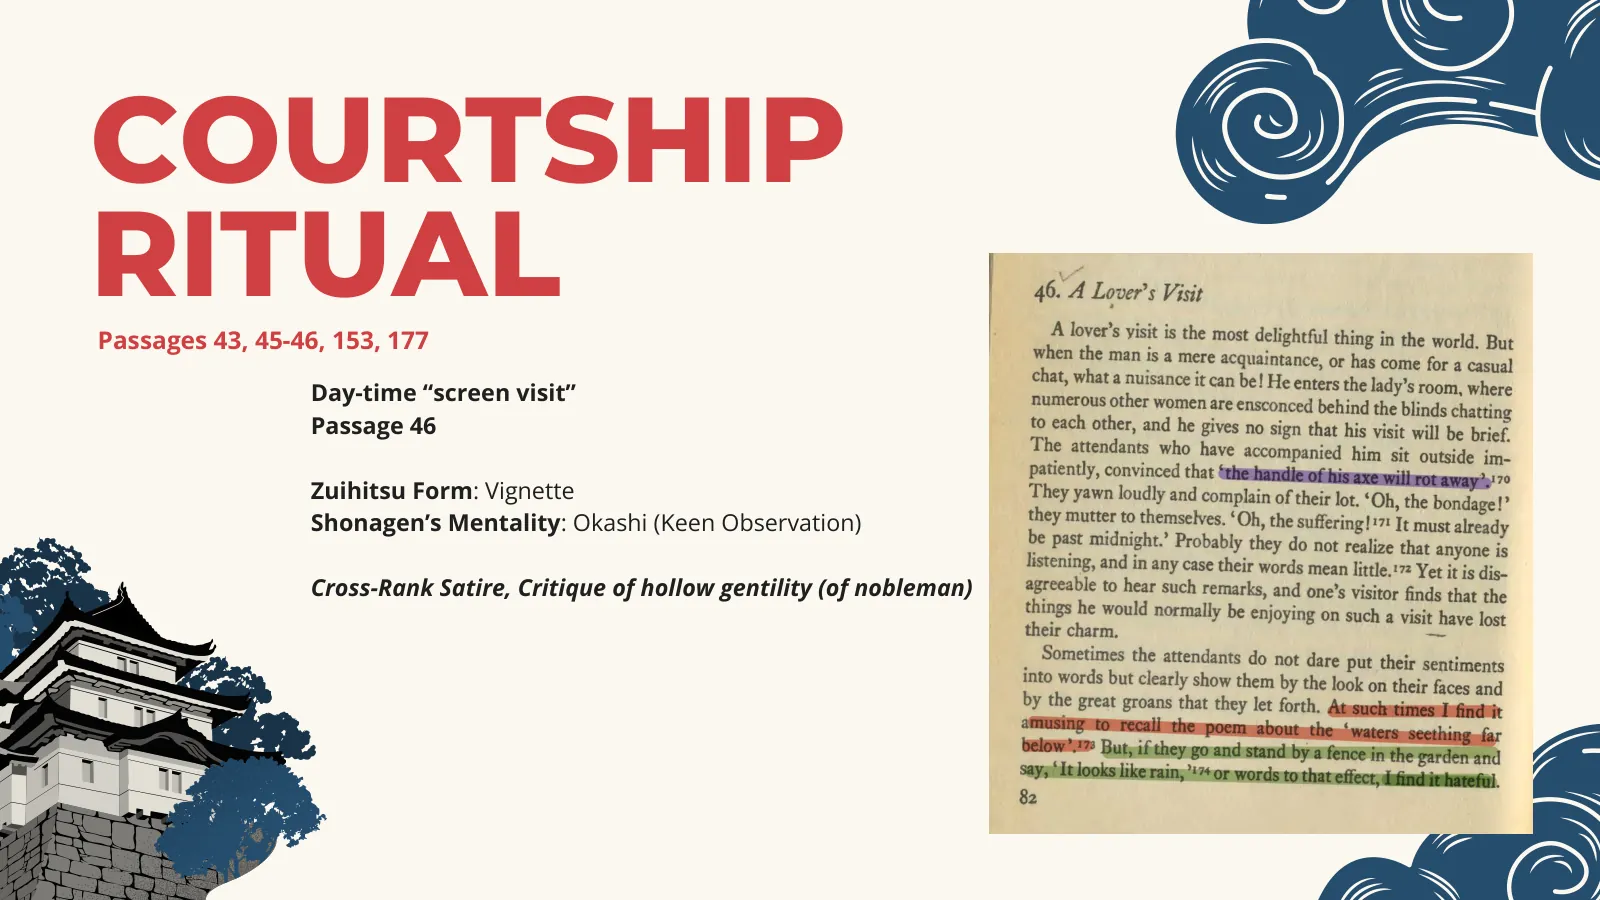 COURTSHIP
RITUAL
Passages 43, 45-46, 153, 177
Day-time “screen visit”
Passage 46
Zuihitsu Form: Vignette
Shonagen’s Mentality: Okashi (Keen Observation)
Cross-Rank Satire, Critique of hollow gentility (of nobleman)
46. A Lover’s Visit
A lover’s visit is the most delightful thing in the world. But
when the man is a mere acquaintance, or has come for a casual
chat, what a nuisance it can be! He enters the lady’s room, where
numerous other women are ensconced behind the blinds chatting
to each other, and he gives no sign that his visit will be brief.
The attendants who have accompanied him sit outside im-
patiently, convinced that ‘the handle of his axe will rot away’.170
They yawn loudly and complain of their lot. ‘Oh, the bondage!’
they mutter to themselves. ‘Oh, the suffering!171 It must already
be past midnight.’ Probably they do not realize that anyone is
listening, and in any case their words mean little.172 Yet it is dis-
agreeable to hear such remarks, and one’s visitor finds that the
things he would normally be enjoying on such a visit have lost
their charm.
Sometimes the attendants do not dare put their sentiments
into words but clearly show them by the look on their faces and
by the great groans that they let forth. At such times I find it
amusing to recall the poem about the ‘waters seething far
below’.173 But, if they go and stand by a fence in the garden and
say, ‘It looks like rain,’174 or words to that effect, I find it hateful.
82